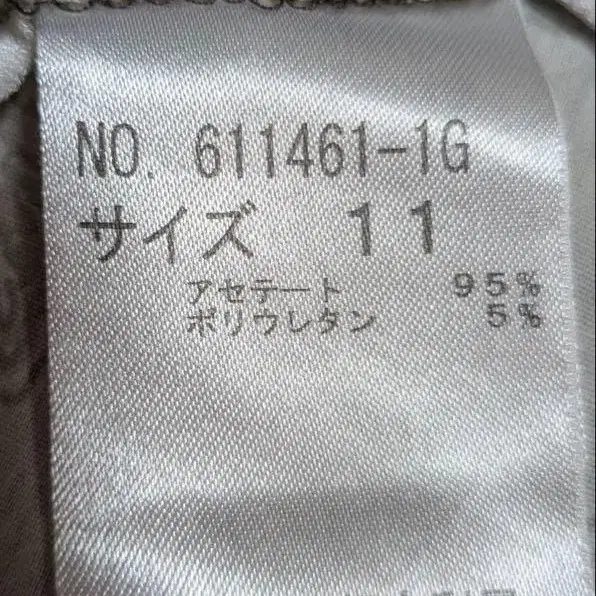 NO. 611461-1G
サイズ 11
アセテート 95%
ポリウレタン 5%